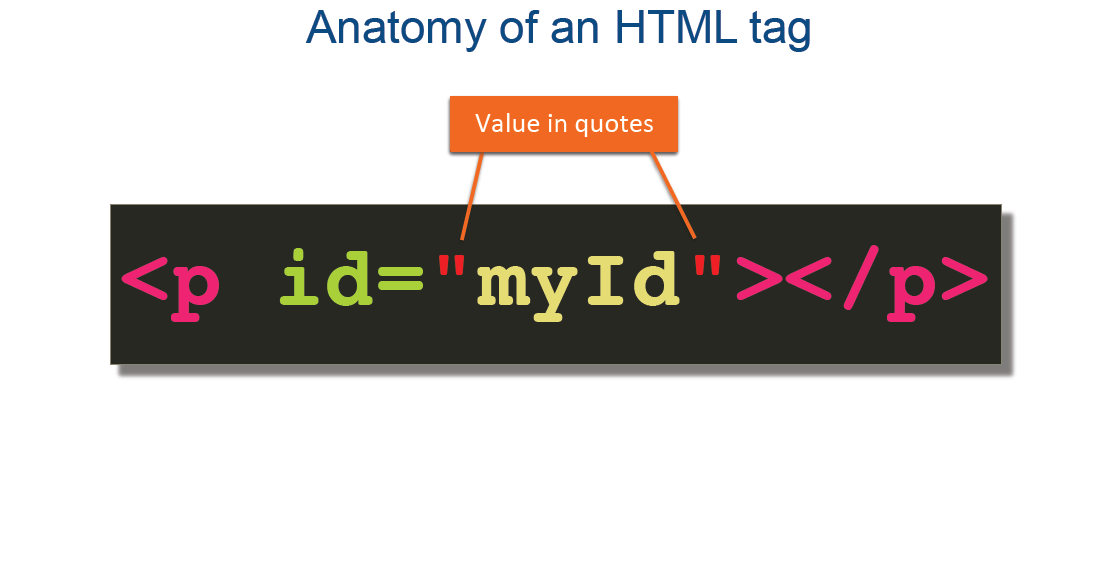 Anatomy of an HTML tag
Value in quotes
<p id="myId"></p>